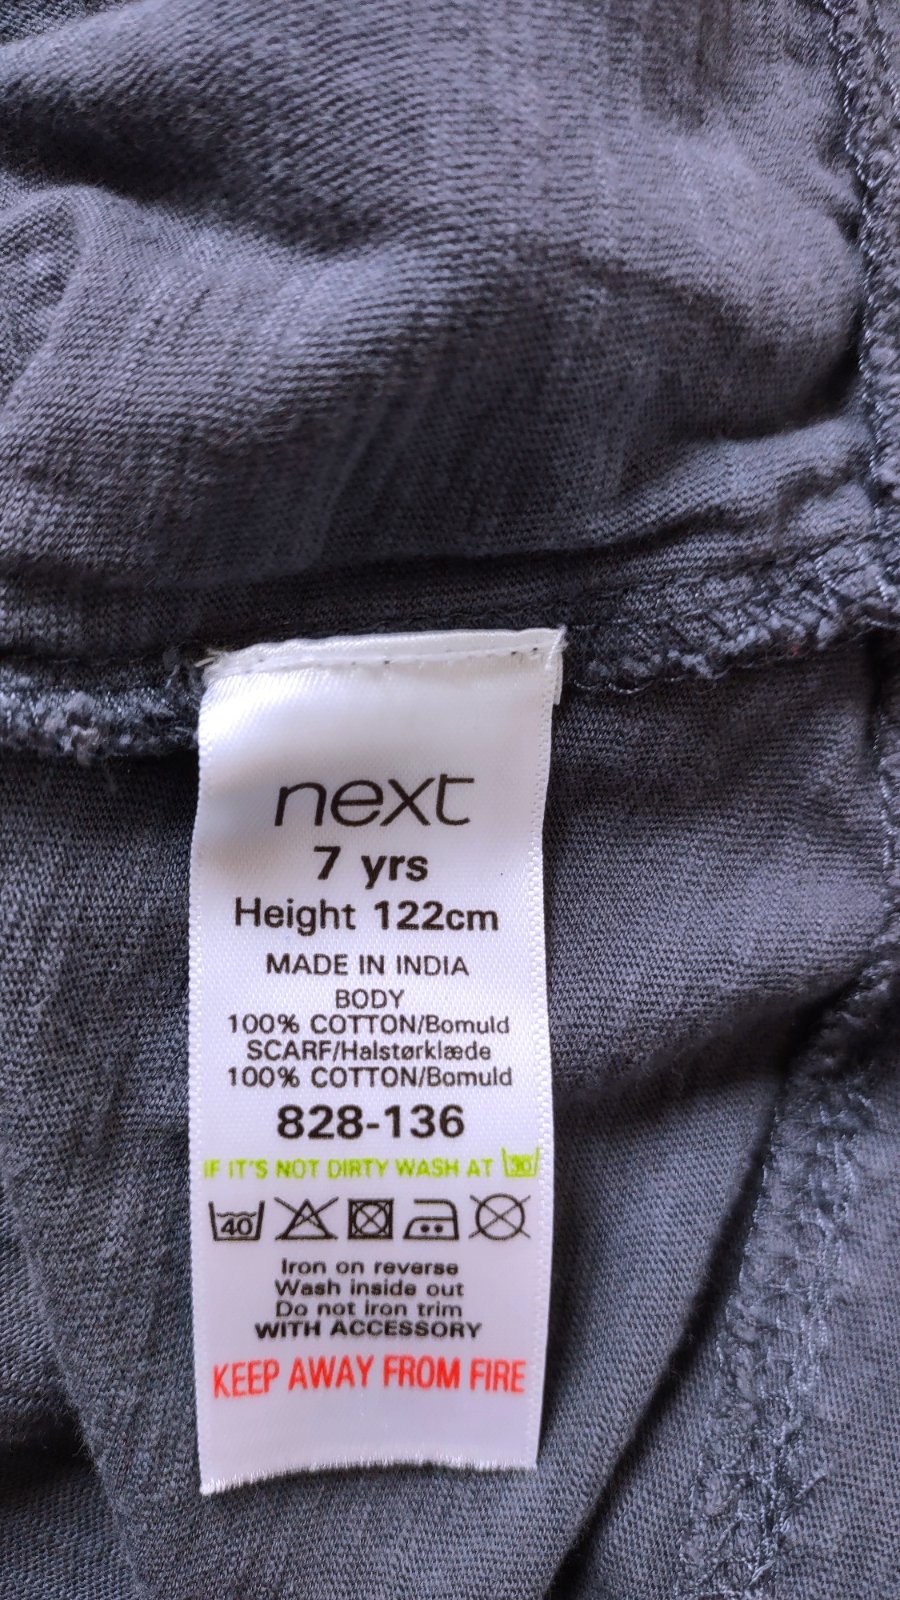 next
7 yrs
Height 122cm
MADE IN INDIA
BODY
100% COTTON/Bomuld
SCARF/Halstørklæde
100% COTTON/Bomuld
828-136
IF IT'S NOT DIRTY WASH AT 30
40
Iron on reverse
Wash inside out
Do not iron trim
WITH ACCESSORY
KEEP AWAY FROM FIRE